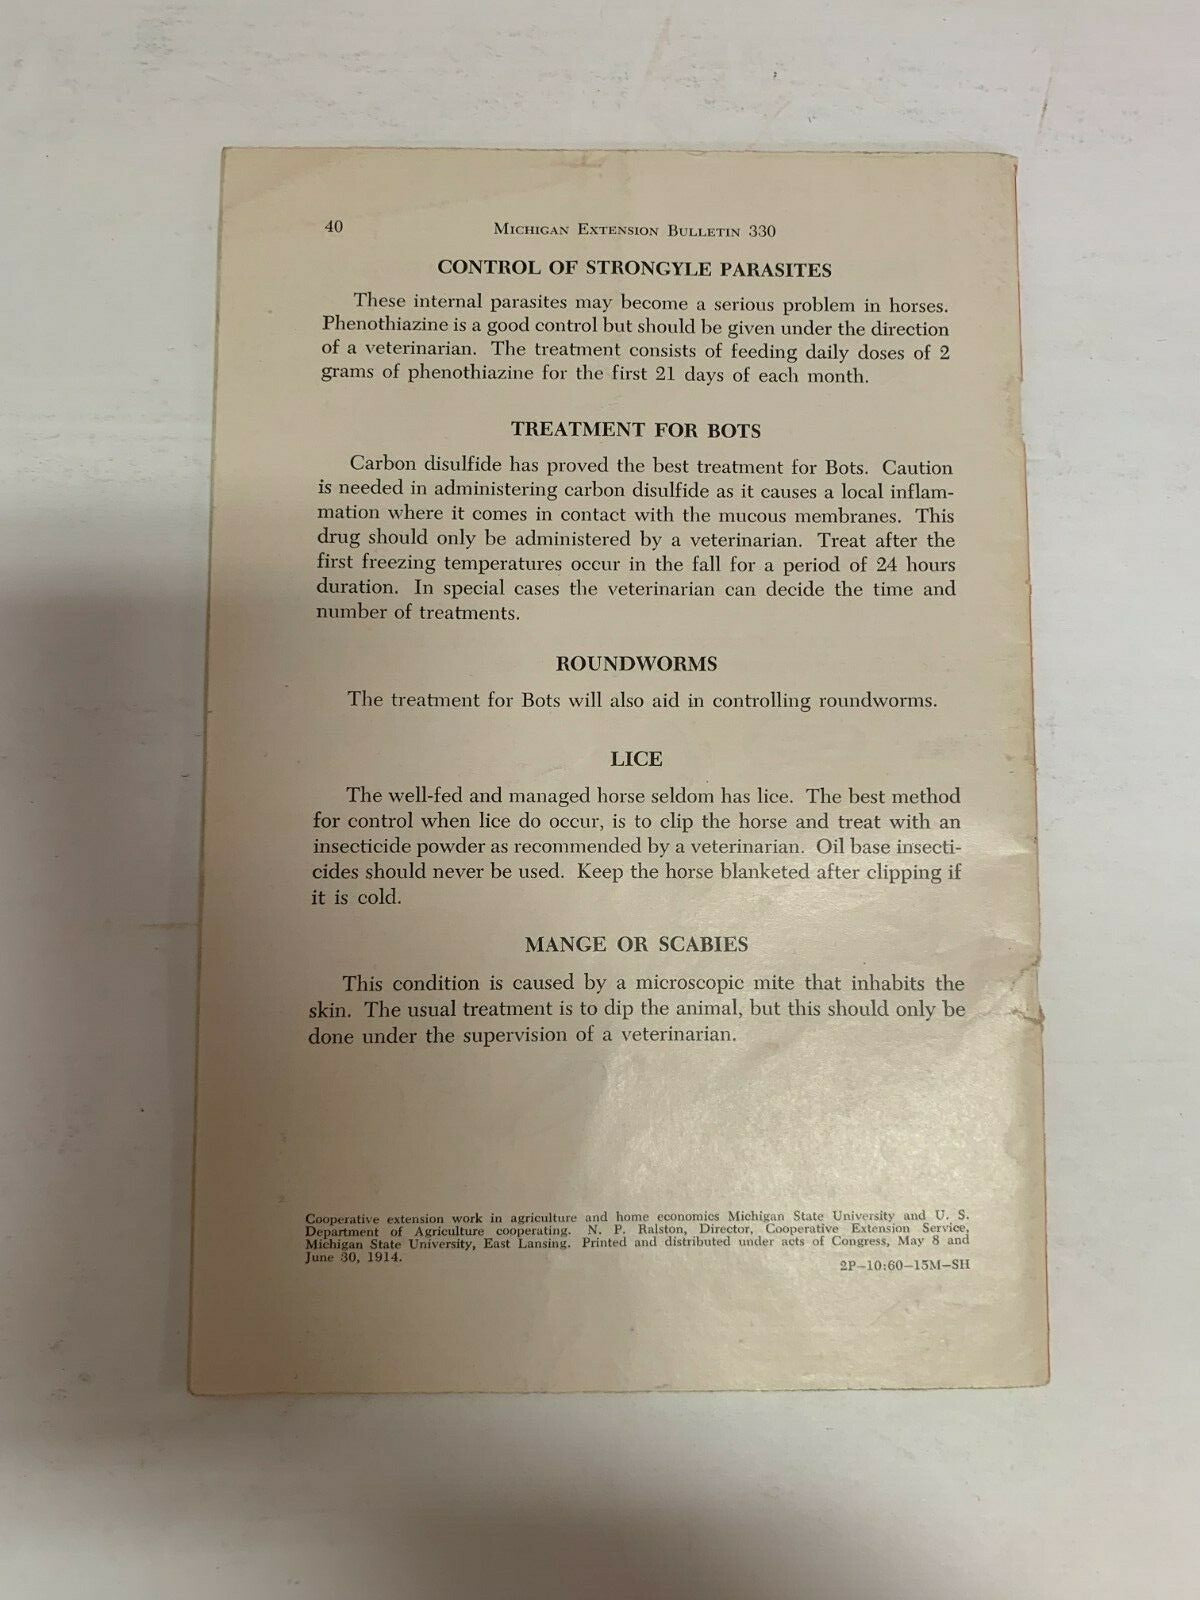 40 MICHIGAN EXTENSION BULLETIN 330
CONTROL OF STRONGYLE PARASITES
These internal parasites may become a serious problem in horses.
Phenothiazine is a good control but should be given under the direction
of a veterinarian. The treatment consists of feeding daily doses of 2
grams of phenothiazine for the first 21 days of each month.
TREATMENT FOR BOTS
Carbon disulfide has proved the best treatment for Bots. Caution
is needed in administering carbon disulfide as it causes a local inflam-
mation where it comes in contact with the mucous membranes. This
drug should only be administered by a veterinarian. Treat after the
first freezing temperatures occur in the fall for a period of 24 hours
duration. In special cases the veterinarian can decide the time and
number of treatments.
ROUNDWORMS
The treatment for Bots will also aid in controlling roundworms.
LICE
The well-fed and managed horse seldom has lice. The best method
for control when lice do occur, is to clip the horse and treat with an
insecticide powder as recommended by a veterinarian. Oil base insecti-
cides should never be used. Keep the horse blanketed after clipping if
it is cold.
MANGE OR SCABIES
This condition is caused by a microscopic mite that inhabits the
skin. The usual treatment is to dip the animal, but this should only be
done under the supervision of a veterinarian.
Cooperative extension work in agriculture and home economics Michigan State University and U. S.
Department of Agriculture cooperating. N. P. Ralston, Director, Cooperative Extension Service,
Michigan State University, East Lansing. Printed and distributed under acts of Congress, May 8 and
June 30, 1914.
2P-10:60-15M-SH